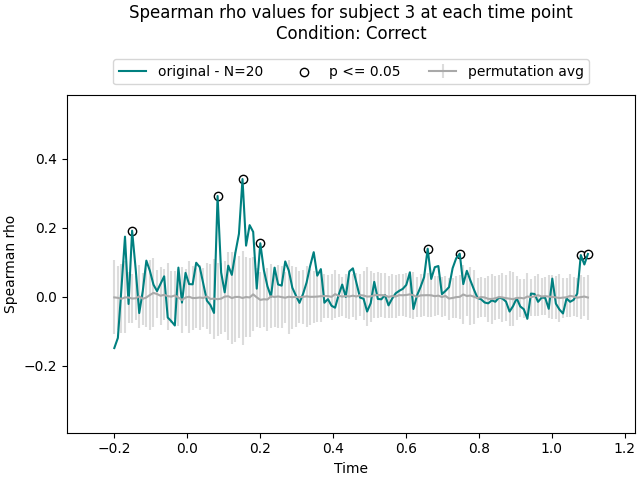 Spearman rho values for subject 3 at each time point
Condition: Correct
original - N=20 p <= 0.05 permutation avg
0.4
0.2
0.0
−0.2
Spearman rho
−0.2 0.0 0.2 0.4 0.6 0.8 1.0 1.2
Time